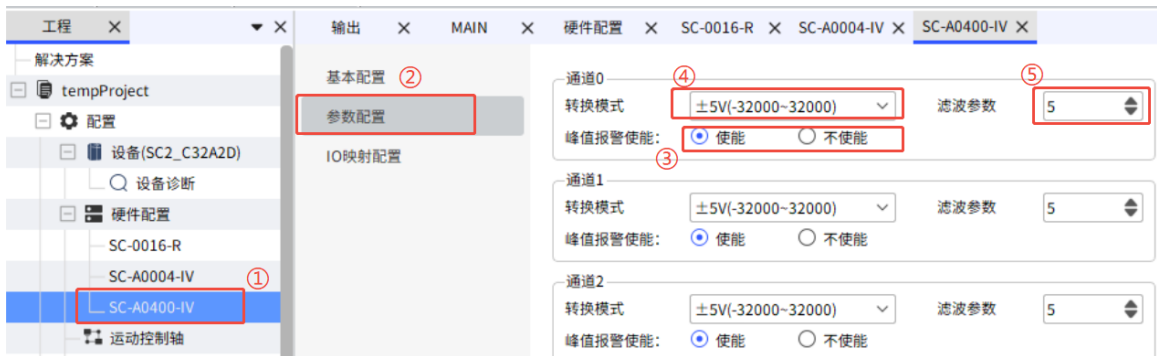 工程 × ▼ ×
解决方案
tempProject
配置
设备(SC2_C32A2D)
设备诊断
硬件配置
SC-0016-R
SC-A0004-IV
①
SC-A0400-IV
运动控制轴
输出 × MAIN × 硬件配置 × SC-0016-R × SC-A0004-IV × SC-A0400-IV ×
基本配置 ②
参数配置
IO映射配置
通道0 ④ ⑤
转换模式 ±5V(-32000~32000) 滤波参数 5
峰值报警使能: 使能 不使能
③
通道1
转换模式 ±5V(-32000~32000) 滤波参数 5
峰值报警使能: 使能 不使能
通道2
转换模式 ±5V(-32000~32000) 滤波参数 5
峰值报警使能: 使能 不使能